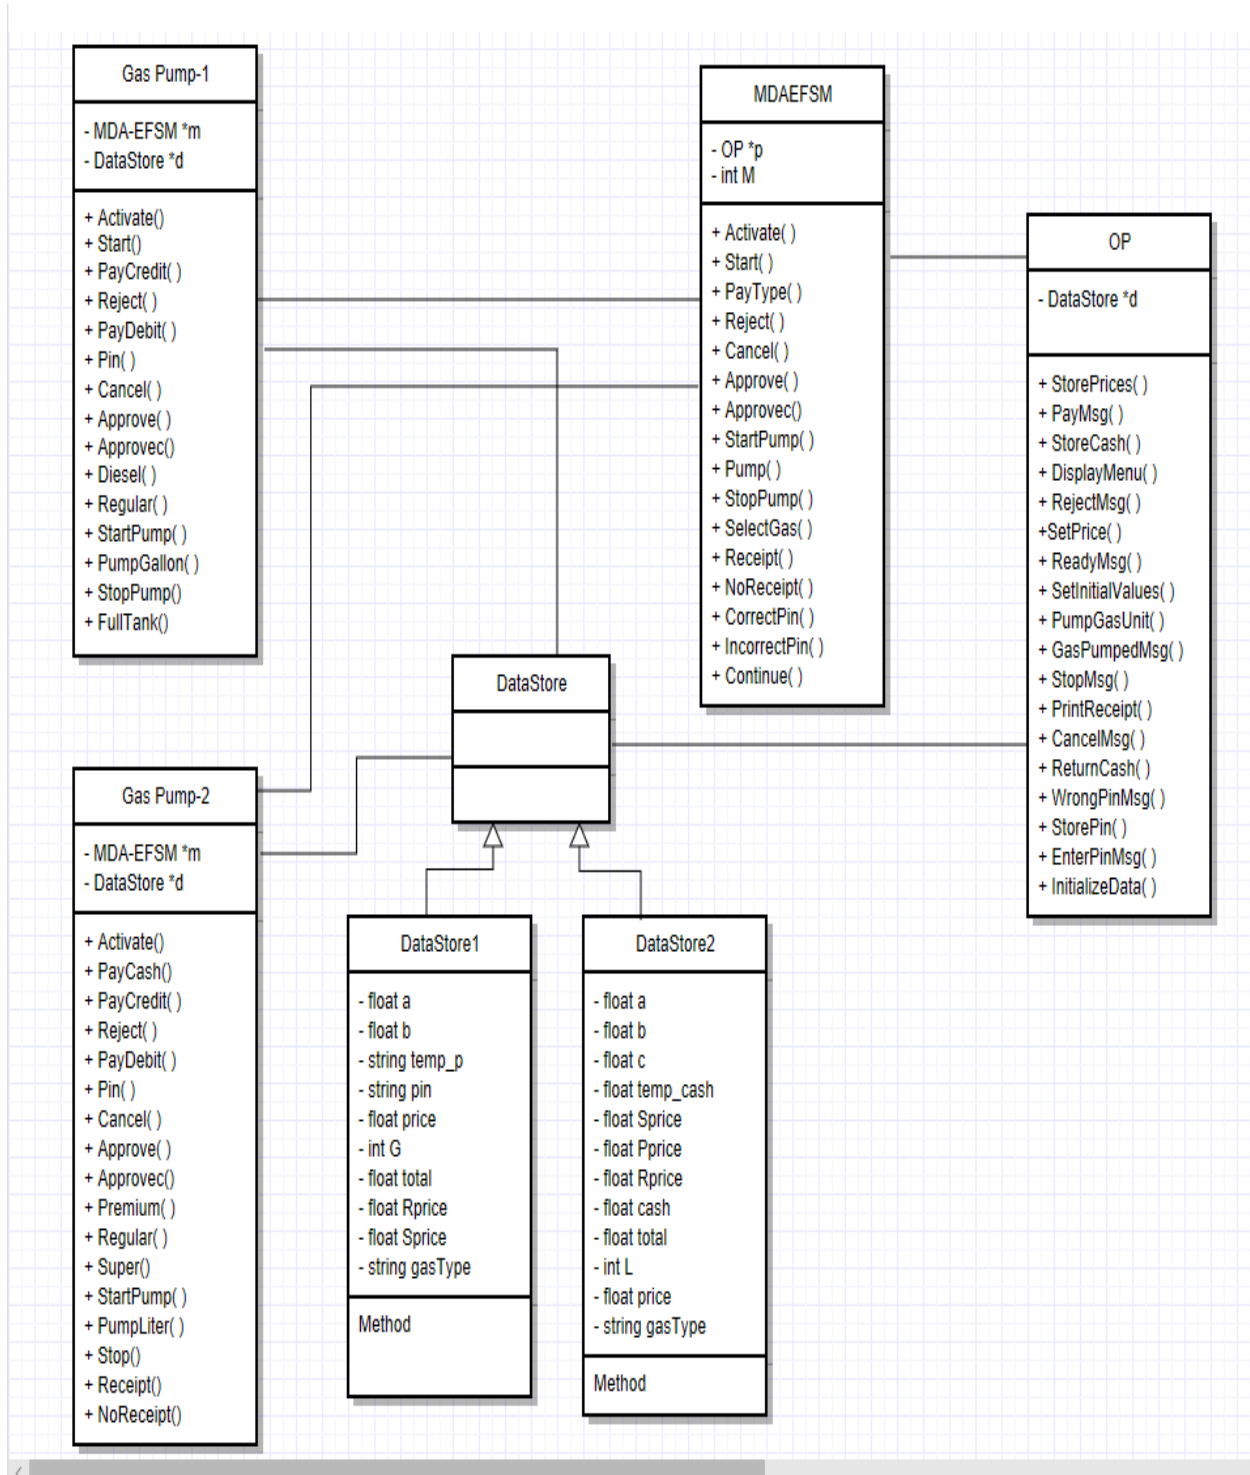 Gas Pump-1
- MDA-EFSM *m
- DataStore *d
+ Activate()
+ Start()
+ PayCredit( )
+ Reject( )
+ PayDebit( )
+ Pin( )
+ Cancel( )
+ Approve( )
+ Approvec()
+ Diesel( )
+ Regular( )
+ StartPump( )
+ PumpGallon( )
+ StopPump()
+ FullTank()
MDAEFSM
- OP *p
- int M
+ Activate( )
+ Start( )
+ PayType( )
+ Reject( )
+ Cancel( )
+ Approve( )
+ Approvec()
+ StartPump( )
+ Pump( )
+ StopPump( )
+ SelectGas( )
+ Receipt( )
+ NoReceipt( )
+ CorrectPin( )
+ IncorrectPin( )
+ Continue( )
OP
- DataStore *d
+ StorePrices( )
+ PayMsg( )
+ StoreCash( )
+ DisplayMenu( )
+ RejectMsg( )
+SetPrice( )
+ ReadyMsg( )
+ SetInitialValues( )
+ PumpGasUnit( )
+ GasPumpedMsg( )
+ StopMsg( )
+ PrintReceipt( )
+ CancelMsg( )
+ ReturnCash( )
+ WrongPinMsg( )
+ StorePin( )
+ EnterPinMsg( )
+ InitializeData( )
DataStore
Gas Pump-2
- MDA-EFSM *m
- DataStore *d
+ Activate()
+ PayCash()
+ PayCredit( )
+ Reject( )
+ PayDebit( )
+ Pin( )
+ Cancel( )
+ Approve( )
+ Approvec()
+ Premium( )
+ Regular( )
+ Super()
+ StartPump( )
+ PumpLiter( )
+ Stop()
+ Receipt()
+ NoReceipt()
DataStore1
- float a
- float b
- string temp_p
- string pin
- float price
- int G
- float total
- float Rprice
- float Sprice
- string gasType
Method
DataStore2
- float a
- float b
- float c
- float temp_cash
- float Sprice
- float Pprice
- float Rprice
- float cash
- float total
- int L
- float price
- string gasType
Method